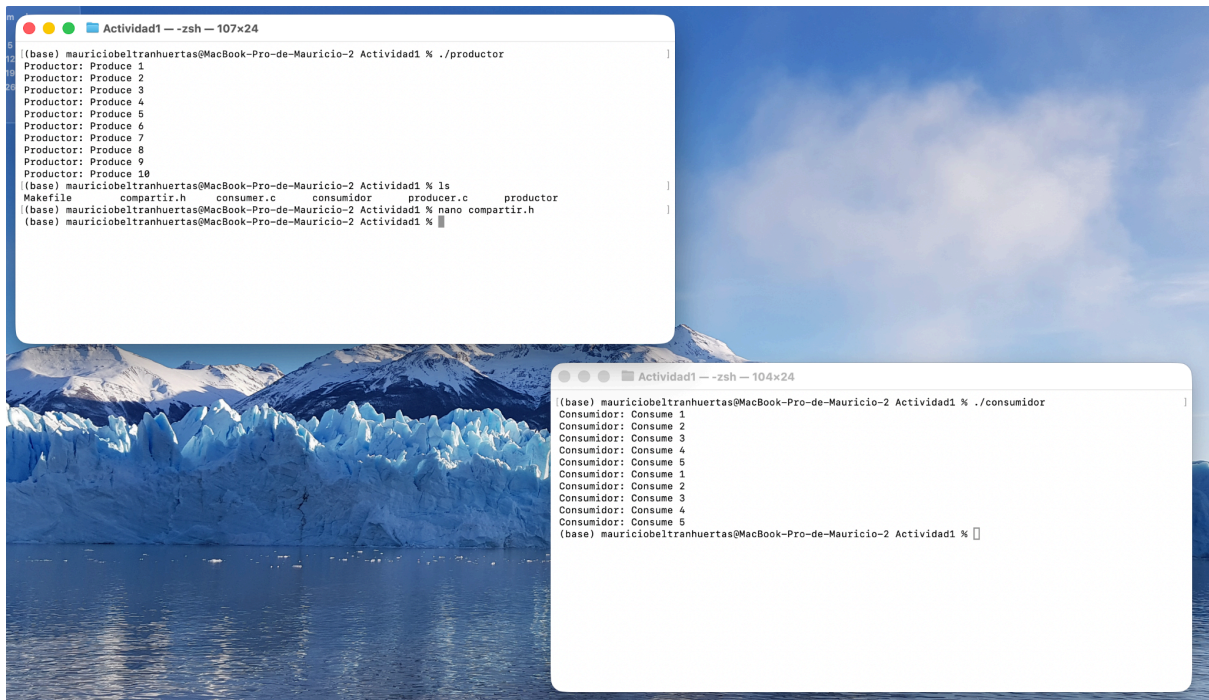 Actividad1 — -zsh — 107×24
(base) mauriciobeltranhuertas@MacBook-Pro-de-Mauricio-2 Actividad1 % ./productor
Productor: Produce 1
Productor: Produce 2
Productor: Produce 3
Productor: Produce 4
Productor: Produce 5
Productor: Produce 6
Productor: Produce 7
Productor: Produce 8
Productor: Produce 9
Productor: Produce 10
(base) mauriciobeltranhuertas@MacBook-Pro-de-Mauricio-2 Actividad1 % ls
Makefile compartir.h consumer.c consumidor producer.c productor
(base) mauriciobeltranhuertas@MacBook-Pro-de-Mauricio-2 Actividad1 % nano compartir.h
(base) mauriciobeltranhuertas@MacBook-Pro-de-Mauricio-2 Actividad1 %
Actividad1 — -zsh — 104×24
(base) mauriciobeltranhuertas@MacBook-Pro-de-Mauricio-2 Actividad1 % ./consumidor
Consumidor: Consume 1
Consumidor: Consume 2
Consumidor: Consume 3
Consumidor: Consume 4
Consumidor: Consume 5
Consumidor: Consume 1
Consumidor: Consume 2
Consumidor: Consume 3
Consumidor: Consume 4
Consumidor: Consume 5
(base) mauriciobeltranhuertas@MacBook-Pro-de-Mauricio-2 Actividad1 %